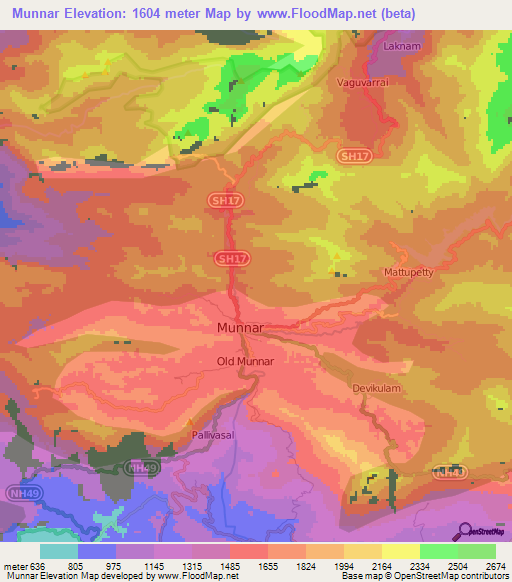 Munnar Elevation: 1604 meter Map by www.FloodMap.net (beta)
Laknam
Vaguvarrai
SH17
SH17
SH17
Mattupetty
Munnar
Old Munnar
Devikulam
Pallivasal
NH49
NH49
NH49
OpenStreetMap
meter 636 805 975 1145 1315 1485 1655 1824 1994 2164 2334 2504 2674
Munnar Elevation Map developed by www.FloodMap.net Base map © OpenStreetMap contributors